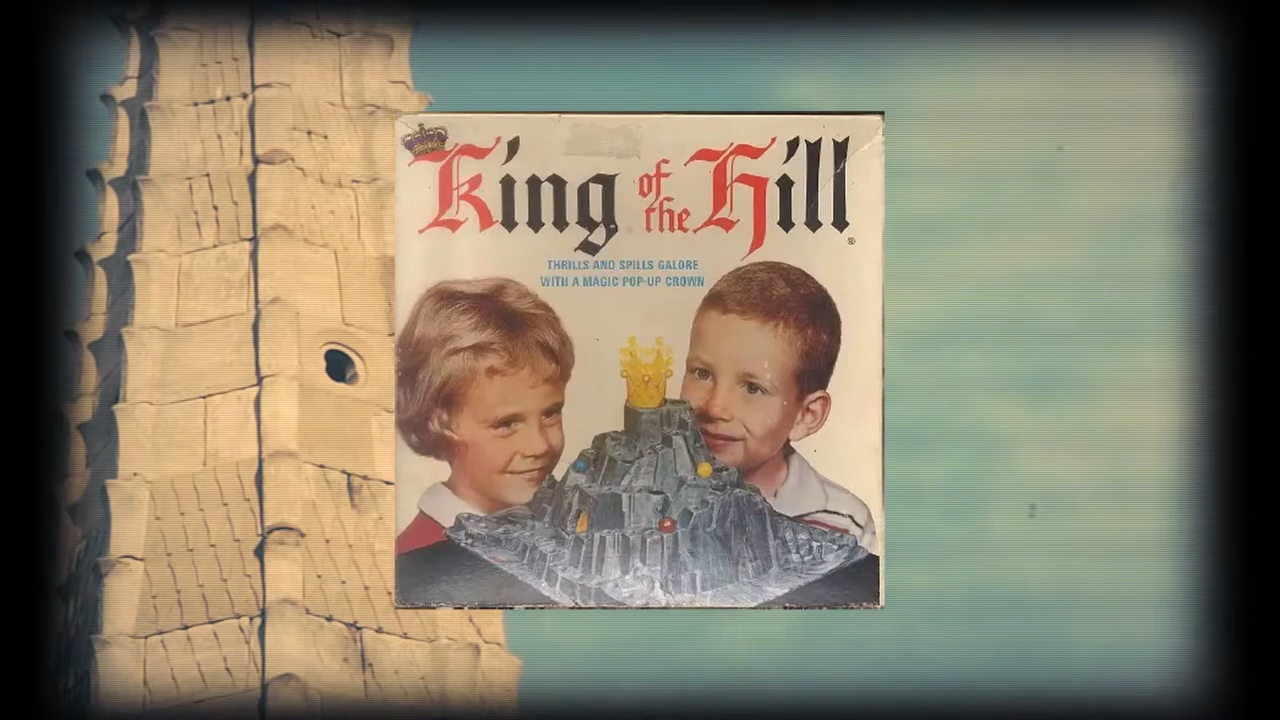 King of the Hill
®
THRILLS AND SPILLS GALORE
WITH A MAGIC POP-UP CROWN